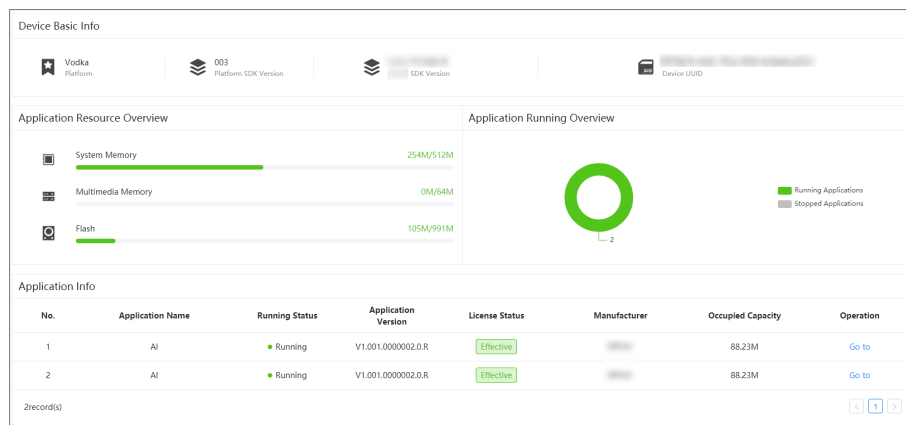 Device Basic Info
Vodka
Platform
003
Platform SDK Version
SDK Version
Device UUID
Application Resource Overview
System Memory 254M/512M
Multimedia Memory 0M/64M
Flash 105M/991M
Application Running Overview
2
Running Applications
Stopped Applications
Application Info
No. Application Name Running Status Application Version License Status Manufacturer Occupied Capacity Operation
1 AI Running V1.001.0000002.0.R Effective 88.23M Go to
2 AI Running V1.001.0000002.0.R Effective 88.23M Go to
2record(s) < 1 >